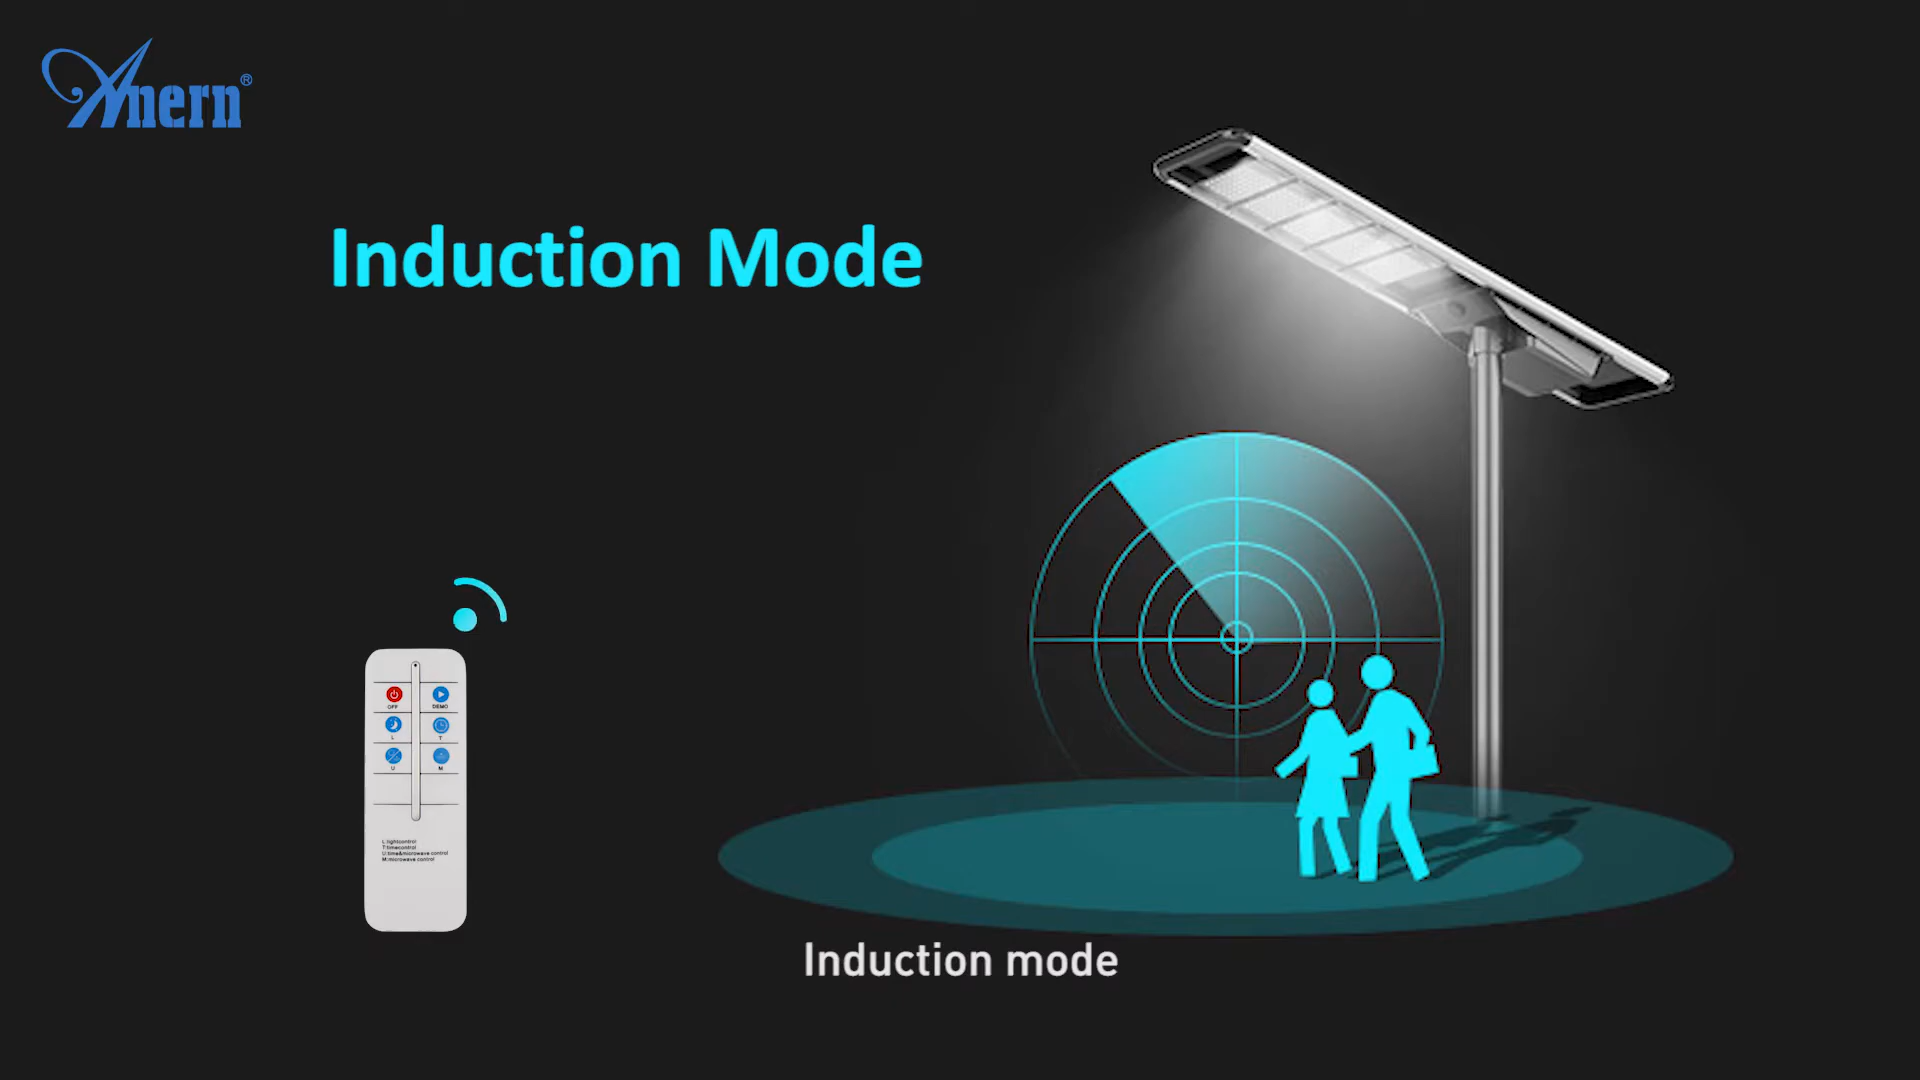 Anern®
Induction Mode
OFF
DEMO
L
T
U
M
L:lightcontrol
T:timecontrol
U:time&microwave control
M:microwave control
Induction mode